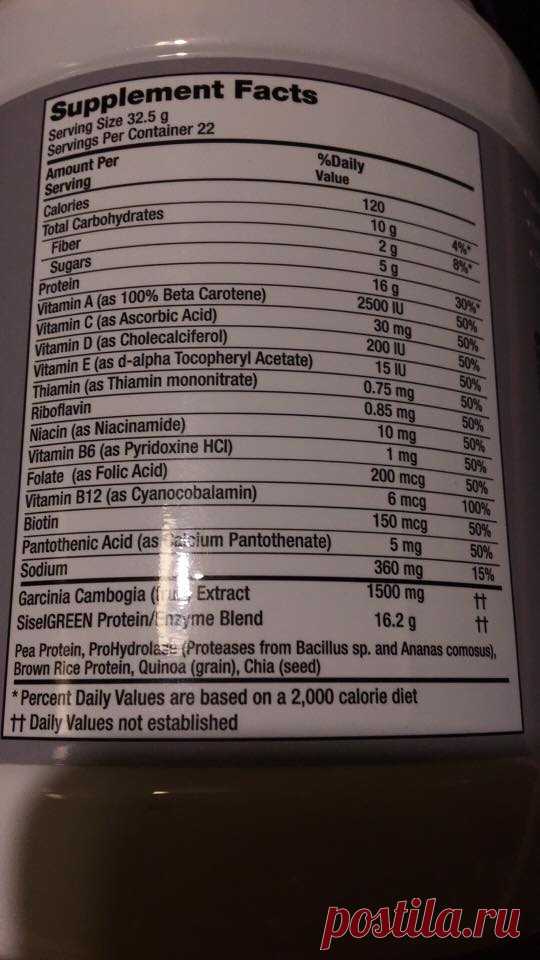 Supplement Facts
Serving Size 32.5 g
Servings Per Container 22
Amount Per Serving %Daily Value
Calories 120
Total Carbohydrates 10 g 4%*
Fiber 2 g 8%*
Sugars 5 g
Protein 16 g 30%*
Vitamin A (as 100% Beta Carotene) 2500 IU 50%
Vitamin C (as Ascorbic Acid) 30 mg 50%
Vitamin D (as Cholecalciferol) 200 IU 50%
Vitamin E (as d-alpha Tocopheryl Acetate) 15 IU 50%
Thiamin (as Thiamin mononitrate) 0.75 mg 50%
Riboflavin 0.85 mg 50%
Niacin (as Niacinamide) 10 mg 50%
Vitamin B6 (as Pyridoxine HCI) 1 mg 50%
Folate (as Folic Acid) 200 mcg 50%
Vitamin B12 (as Cyanocobalamin) 6 mcg 100%
Biotin 150 mcg 50%
Pantothenic Acid (as Calcium Pantothenate) 5 mg 50%
Sodium 360 mg 15%
Garcinia Cambogia (fruit) Extract 1500 mg ††
SiselGREEN Protein/Enzyme Blend 16.2 g ††
Pea Protein, ProHydrolase (Proteases from Bacillus sp. and Ananas comosus),
Brown Rice Protein, Quinoa (grain), Chia (seed)
* Percent Daily Values are based on a 2,000 calorie diet
†† Daily Values not established
postila.ru